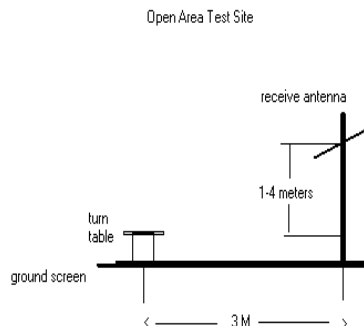 Open Area Test Site
receive antenna
1-4 meters
turn
table
ground screen
3 M